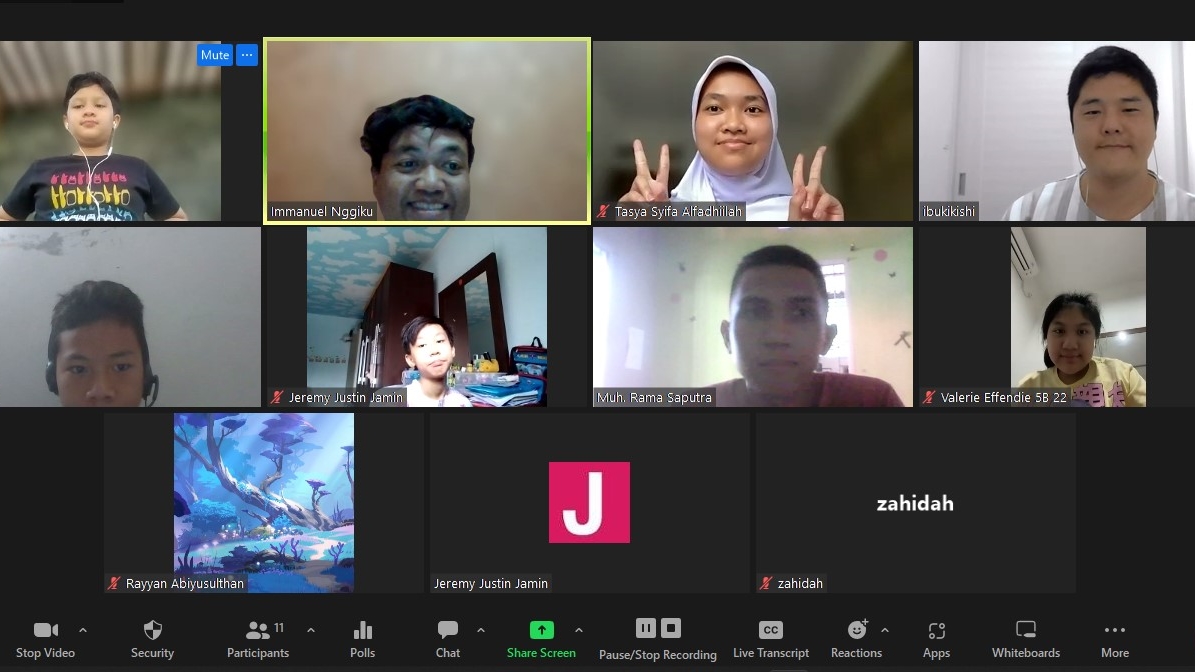 Mute
Immanuel Nggiku
Tasya Syifa Alfadhiilah
ibukikishi
Jeremy Justin Jamin
Muh. Rama Saputra
Valerie Effendie 5B 22
Rayyan Abiyusulthan
J
Jeremy Justin Jamin
zahidah
zahidah
Stop Video
Security
11
Participants
Polls
Chat
Share Screen
Pause/Stop Recording
CC
Live Transcript
Reactions
Apps
Whiteboards
More